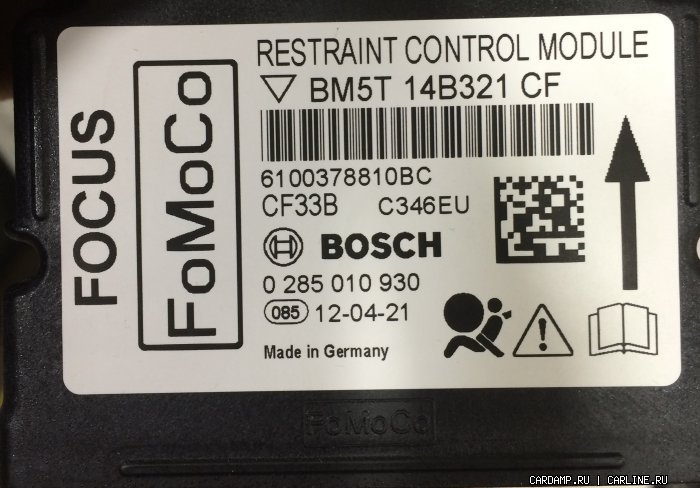 FOCUS
FoMoCo
RESTRAINT CONTROL MODULE
BM5T 14B321 CF
6100378810BC
CF33B C346EU
BOSCH
0 285 010 930
085 12-04-21
Made in Germany
FoMoCo
CARDAMP.RU | CARLINE.RU